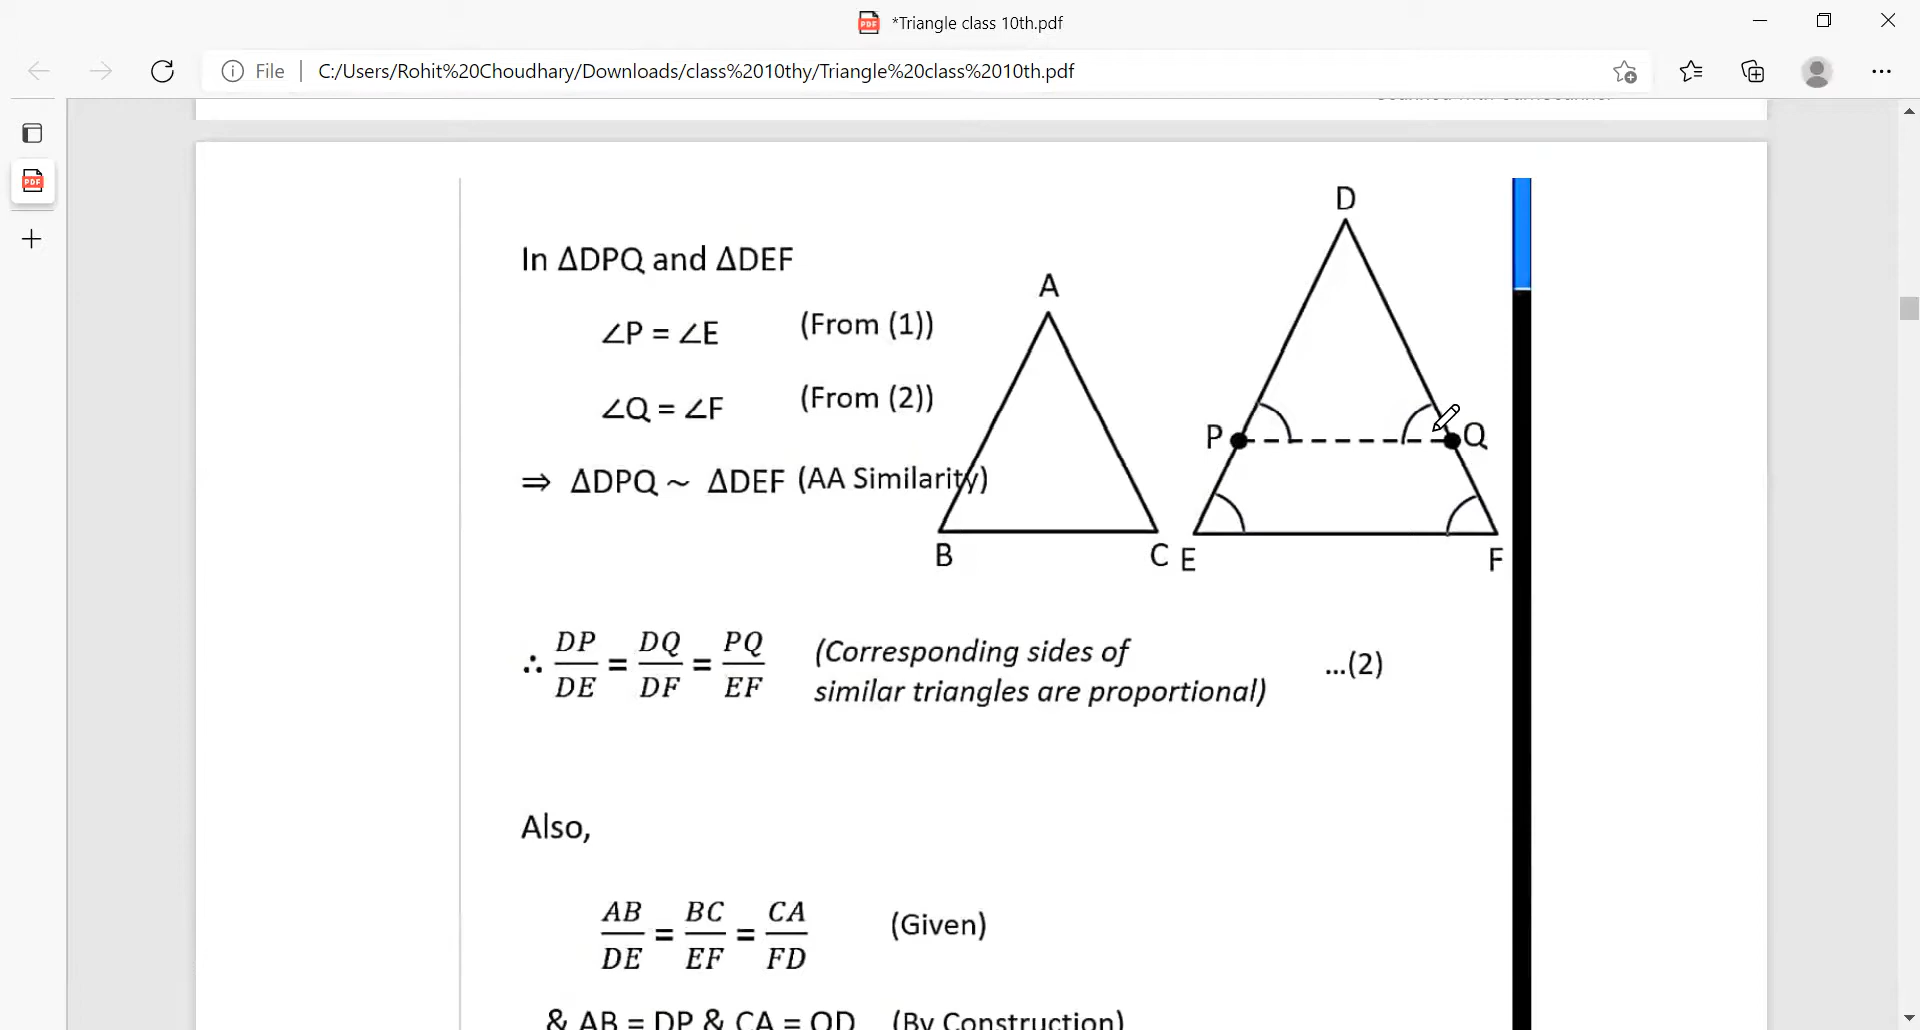 *Triangle class 10th.pdf
File | C:/Users/Rohit%20Choudhary/Downloads/class%2010thy/Triangle%20class%2010th.pdf
PDF
In ΔDPQ and ΔDEF
∠P = ∠E (From (1))
∠Q = ∠F (From (2))
⇒ ΔDPQ ~ ΔDEF (AA Similarity)
A
B
C
D
P
Q
E
F
∴ DP/DE = DQ/DF = PQ/EF (Corresponding sides of
similar triangles are proportional) ...(2)
Also,
AB/DE = BC/EF = CA/FD (Given)
& AB = DP & CA = QD (By Construction)